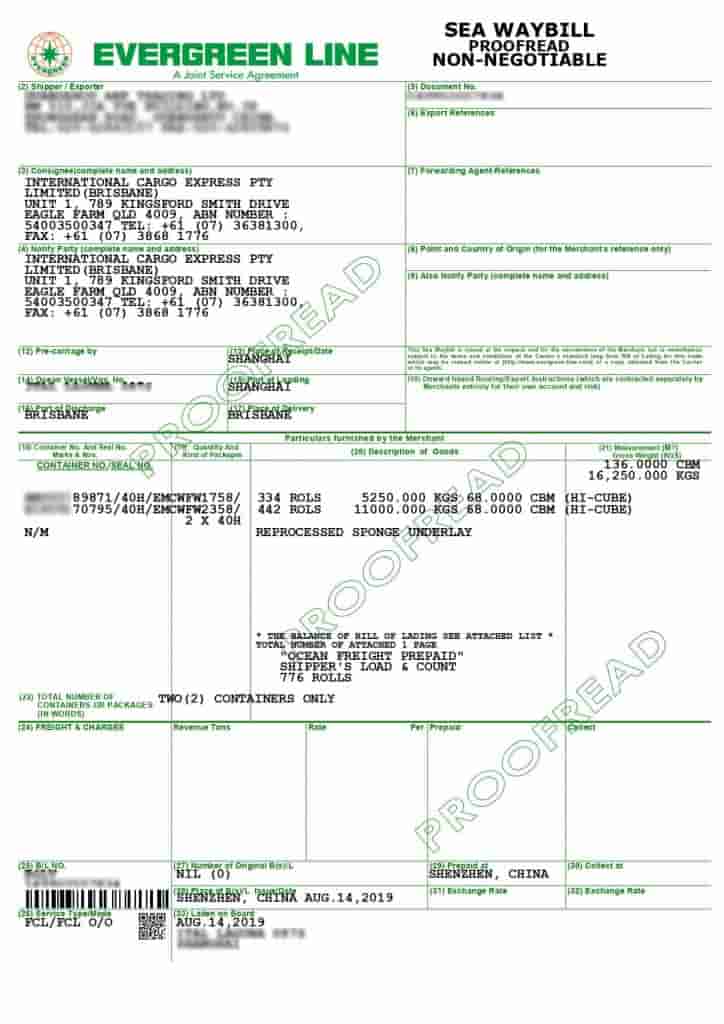 EVERGREEN LINE
A Joint Service Agreement
SEA WAYBILL
PROOFREAD
NON-NEGOTIABLE
(2) Shipper / Exporter
(5) Document No.
(6) Export References
(3) Consignee(complete name and address)
INTERNATIONAL CARGO EXPRESS PTY
LIMITED(BRISBANE)
UNIT 1, 789 KINGSFORD SMITH DRIVE
EAGLE FARM QLD 4009, ABN NUMBER :
54003500347 TEL: +61 (07) 36381300,
FAX: +61 (07) 3868 1776
(7) Forwarding Agent-References
(4) Notify Party (complete name and address)
INTERNATIONAL CARGO EXPRESS PTY
LIMITED(BRISBANE)
UNIT 1, 789 KINGSFORD SMITH DRIVE
EAGLE FARM QLD 4009, ABN NUMBER :
54003500347 TEL: +61 (07) 36381300,
FAX: +61 (07) 3868 1776
(8) Point and Country of Origin (for the Merchant's reference only)
(9) Also Notify Party (complete name and address)
(12) Pre-carriage by
(13) Place of Receipt/Date
SHANGHAI
(14) Ocean Vessel/Voy. No.
(15) Port of Loading
SHANGHAI
(10) Onward Inland Routing/Export Instructions (which are contracted separately by
Merchants entirely for their own account and risk)
(16) Port of Discharge
BRISBANE
(17) Place of Delivery
BRISBANE
Particulars furnished by the Merchant
(18) Container No. And Seal No.
Marks & Nos.
(19) Quantity And
Kind of Packages
(20) Description of Goods
(21) Measurement (M³)
Gross Weight (KGS)
CONTAINER NO./SEAL NO.
136.0000 CBM
16,250.000 KGS
89871/40H/EMCWFW1758/ 334 ROLS 5250.000 KGS 68.0000 CBM (HI-CUBE)
70795/40H/EMCWFW2358/ 442 ROLS 11000.000 KGS 68.0000 CBM (HI-CUBE)
2 X 40H
N/M
REPROCESSED SPONGE UNDERLAY
* THE BALANCE OF BILL OF LADING SEE ATTACHED LIST *
TOTAL NUMBER OF ATTACHED 1 PAGE
"OCEAN FREIGHT PREPAID"
SHIPPER'S LOAD & COUNT
776 ROLLS
(23) TOTAL NUMBER OF
CONTAINERS OR PACKAGES
(IN WORDS)
TWO(2) CONTAINERS ONLY
(24) FREIGHT & CHARGES
Revenue Tons
Rate
Per
Prepaid
Collect
(25) B/L NO.
(27) Number of Original B(s)/L
NIL (0)
(29) Prepaid at
SHENZHEN, CHINA
(30) Collect at
(28) Place of B(s)/L Issue/Date
SHENZHEN, CHINA AUG.14,2019
(31) Exchange Rate
(32) Exchange Rate
(26) Service Type/Mode
FCL/FCL O/O
(33) Laden on Board
AUG.14,2019
PROOFREAD
PROOFREAD
PROOFREAD